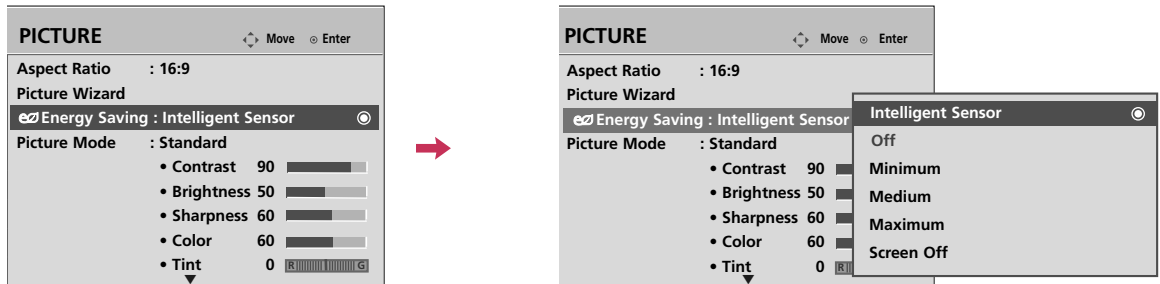 PICTURE Move Enter
Aspect Ratio : 16:9
Picture Wizard
Energy Saving : Intelligent Sensor
Picture Mode : Standard
• Contrast 90
• Brightness 50
• Sharpness 60
• Color 60
• Tint 0 R G
PICTURE Move Enter
Aspect Ratio : 16:9
Picture Wizard
Energy Saving : Intelligent Sensor
Picture Mode : Standard
• Contrast 90
• Brightness 50
• Sharpness 60
• Color 60
• Tint 0 R
Intelligent Sensor
Off
Minimum
Medium
Maximum
Screen Off